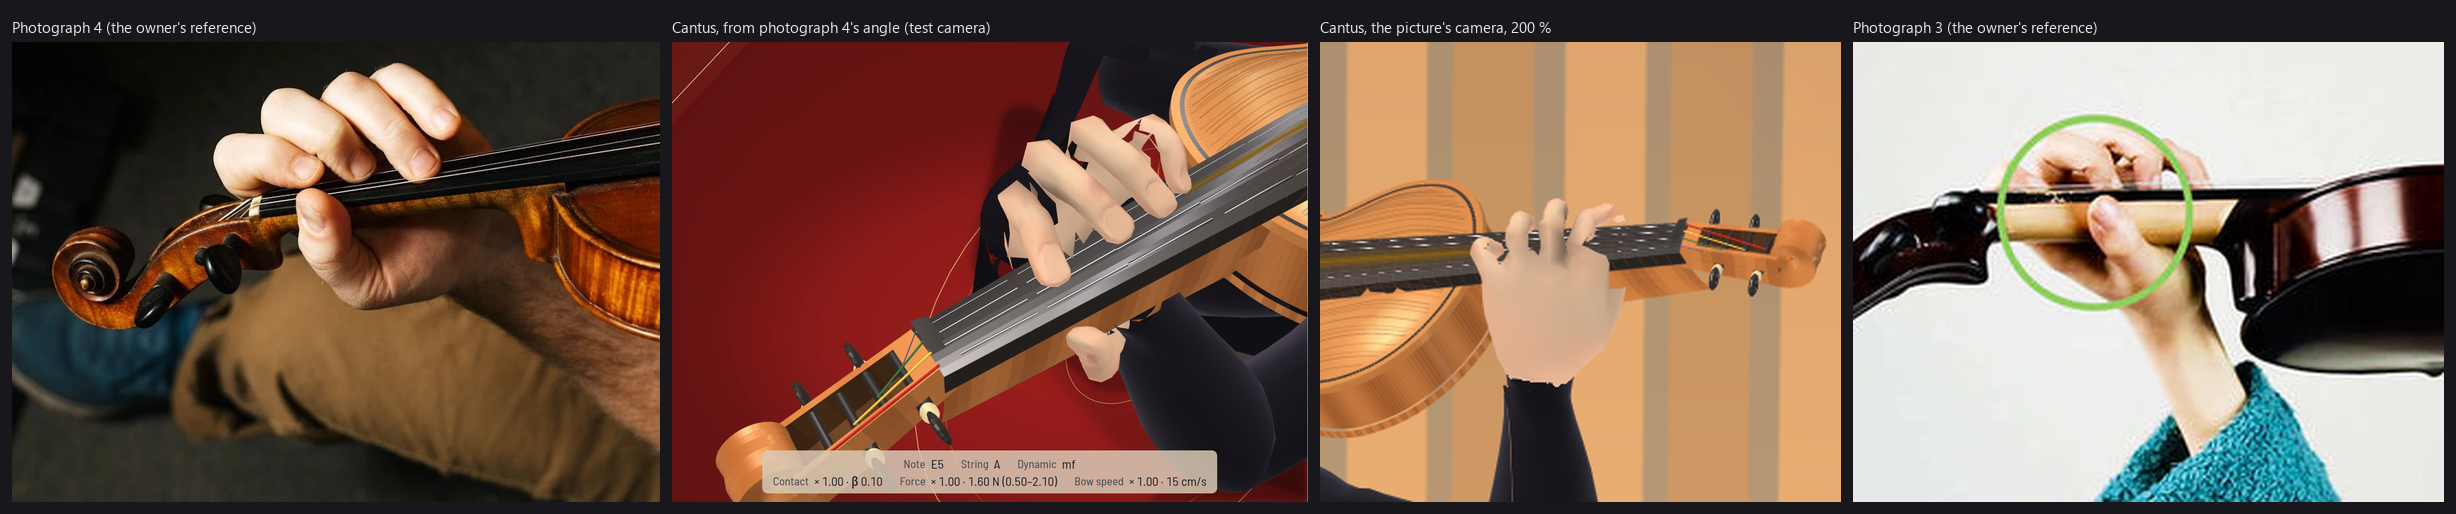 Photograph 4 (the owner's reference)
Cantus, from photograph 4's angle (test camera)
Cantus, the picture's camera, 200 %
Photograph 3 (the owner's reference)
Note E5 String A Dynamic mf
Contact × 1.00 · β 0.10 Force × 1.00 · 1.60 N (0.50–2.10) Bow speed × 1.00 · 15 cm/s